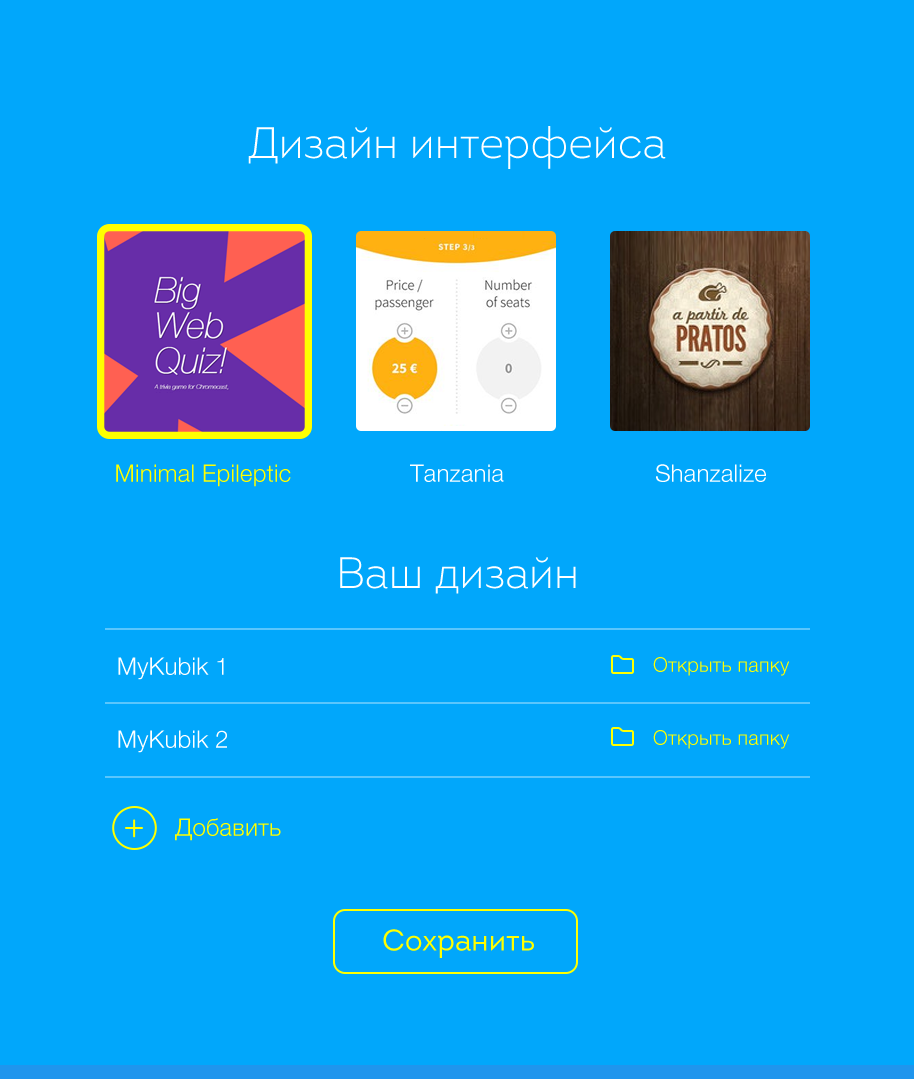 Дизайн интерфейса
Big
Web
Quiz!
A trivia game for Chromecast.
STEP 3/3
Price /
passenger
Number
of seats
25 €
0
a partir de
PRATOS
Minimal Epileptic
Tanzania
Shanzalize
Ваш дизайн
MyKubik 1
Открыть папку
MyKubik 2
Открыть папку
Добавить
Сохранить